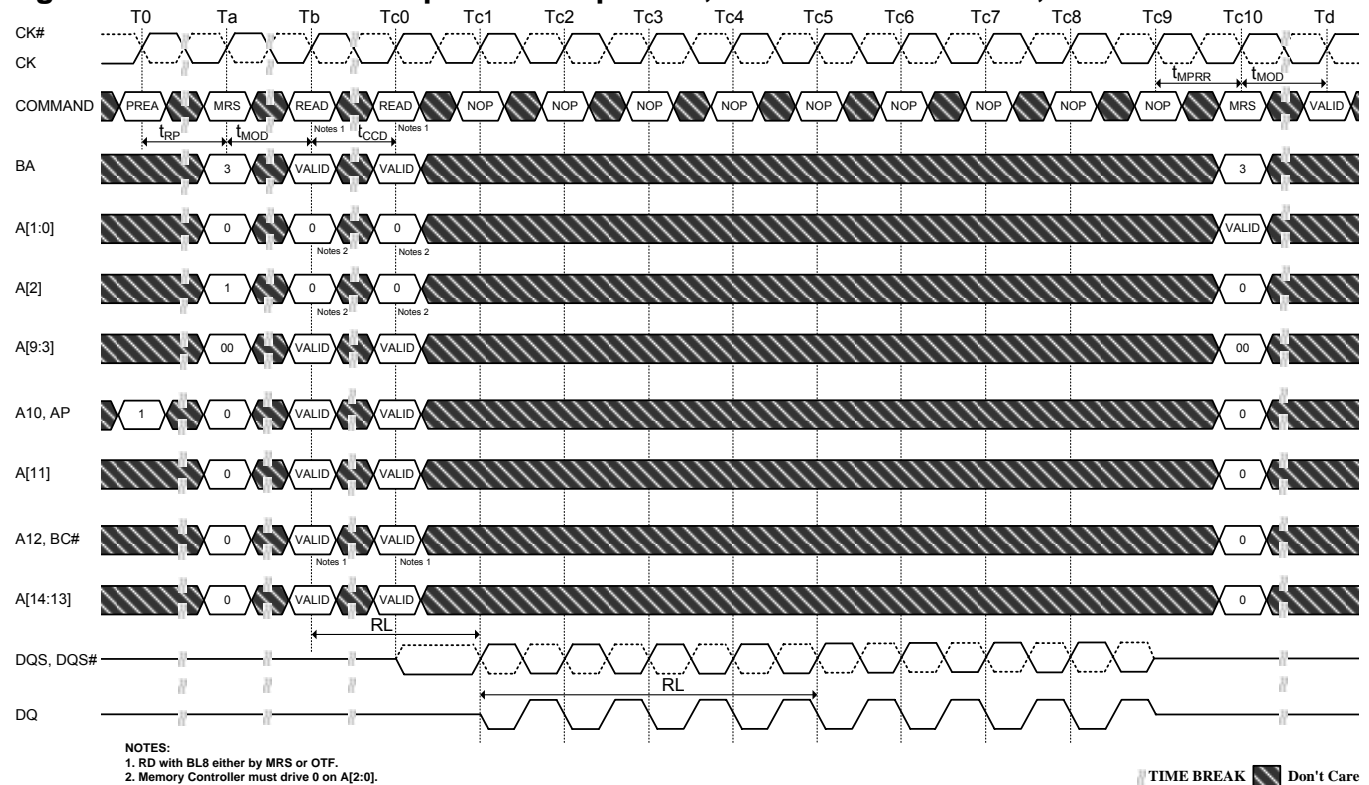 T0 Ta Tb Tc0 Tc1 Tc2 Tc3 Tc4 Tc5 Tc6 Tc7 Tc8 Tc9 Tc10 Td
CK#
CK
tMPRR tMOD
COMMAND PREA MRS READ READ NOP NOP NOP NOP NOP NOP NOP NOP NOP MRS VALID
Notes 1 Notes 1
tRP tMOD tCCD
BA 3 VALID VALID 3
A[1:0] 0 0 0 VALID
Notes 2 Notes 2
A[2] 1 0 0 0
Notes 2 Notes 2
A[9:3] 00 VALID VALID 00
A10, AP 1 0 VALID VALID 0
A[11] 0 VALID VALID 0
A12, BC# 0 VALID VALID 0
Notes 1 Notes 1
A[14:13] 0 VALID VALID 0
RL
DQS, DQS#
RL
DQ
NOTES:
1. RD with BL8 either by MRS or OTF.
2. Memory Controller must drive 0 on A[2:0].
TIME BREAK Don't Care